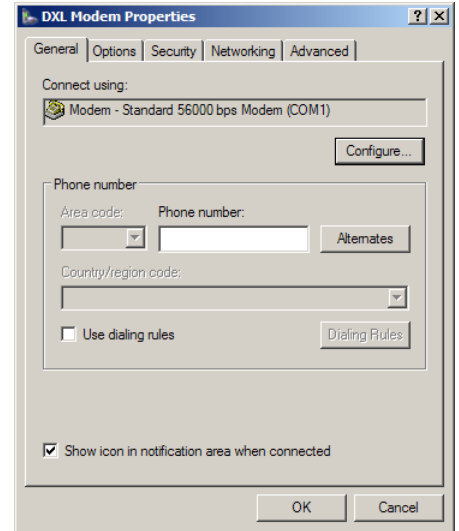 DXL Modem Properties
General Options Security Networking Advanced
Connect using:
Modem - Standard 56000 bps Modem (COM1)
Configure...
Phone number
Area code: Phone number:
Alternates
Country/region code:
Use dialing rules Dialing Rules
Show icon in notification area when connected
OK Cancel